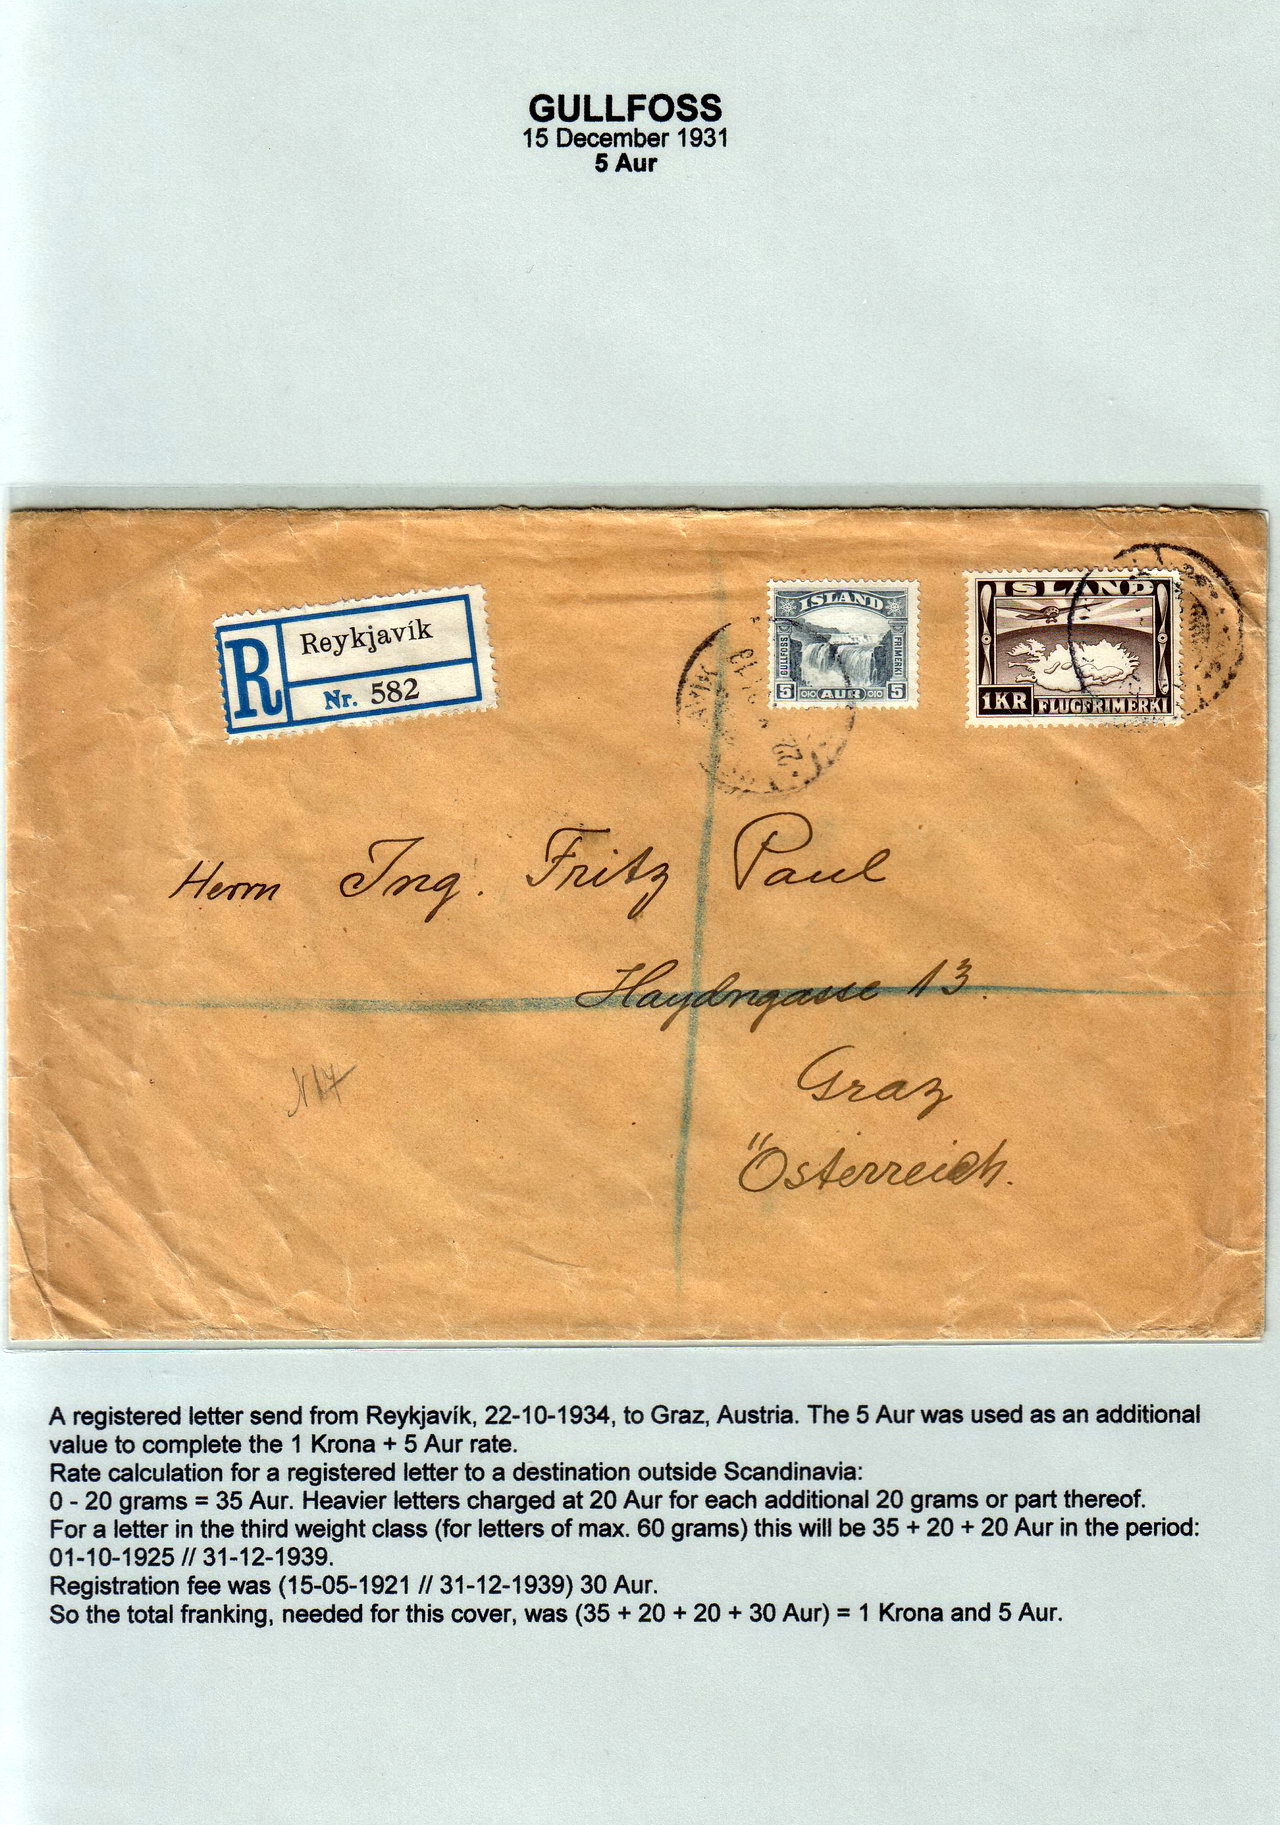 GULLFOSS
15 December 1931
5 Aur
R
Reykjavík
Nr. 582
ISLAND
GULLFOSS
FRIMERKI
5 AUR 5
ISLAND
1KR FLUGFRIMERKI
Herrn Ing. Fritz Paul
Haydngasse 13.
Graz
Österreich.
A registered letter send from Reykjavík, 22-10-1934, to Graz, Austria. The 5 Aur was used as an additional
value to complete the 1 Krona + 5 Aur rate.
Rate calculation for a registered letter to a destination outside Scandinavia:
0 - 20 grams = 35 Aur. Heavier letters charged at 20 Aur for each additional 20 grams or part thereof.
For a letter in the third weight class (for letters of max. 60 grams) this will be 35 + 20 + 20 Aur in the period:
01-10-1925 // 31-12-1939.
Registration fee was (15-05-1921 // 31-12-1939) 30 Aur.
So the total franking, needed for this cover, was (35 + 20 + 20 + 30 Aur) = 1 Krona and 5 Aur.